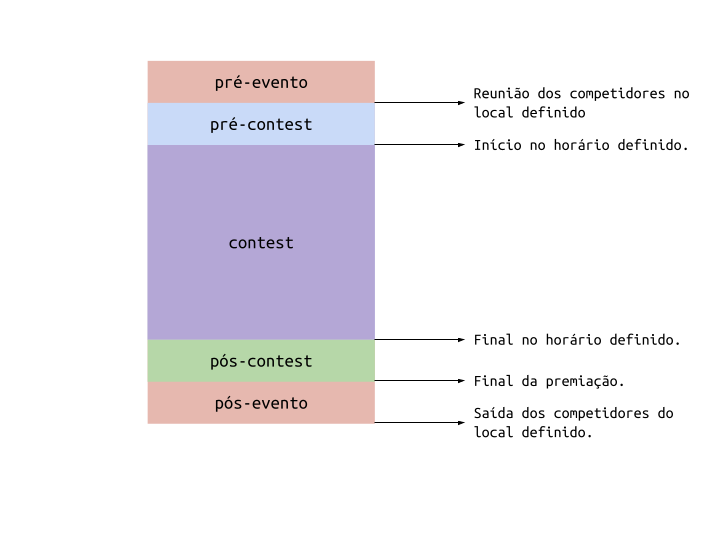 pré-evento
Reunião dos competidores no
local definido
pré-contest
Início no horário definido.
contest
Final no horário definido.
pós-contest
Final da premiação.
pós-evento
Saída dos competidores do
local definido.